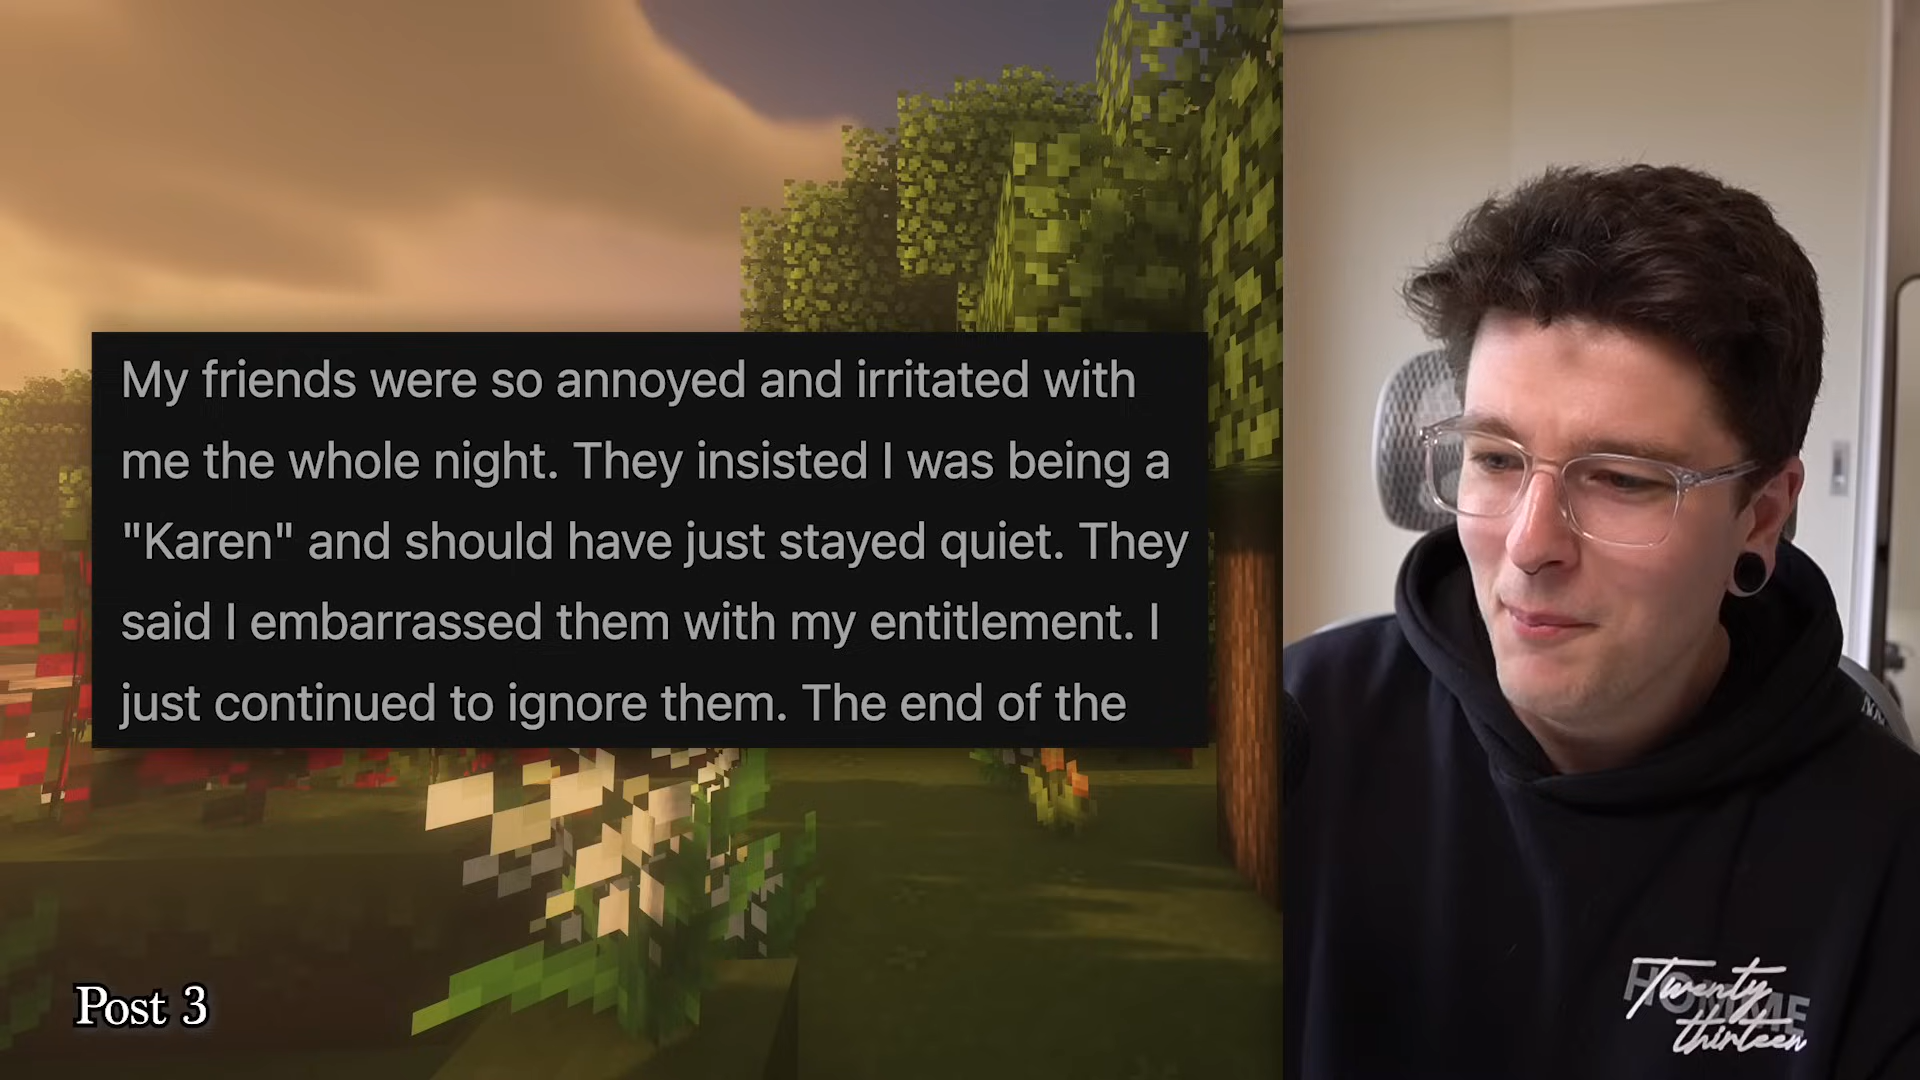 My friends were so annoyed and irritated with
me the whole night. They insisted I was being a
"Karen" and should have just stayed quiet. They
said I embarrassed them with my entitlement. I
just continued to ignore them. The end of the
Post 3
HOMME
Twenty
thirteen